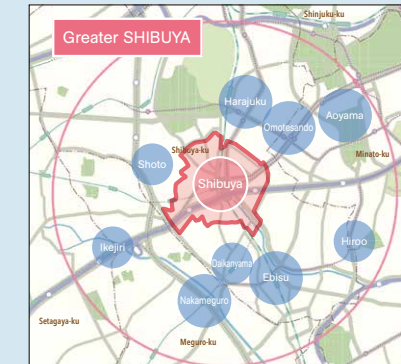 Shinjuku-ku
Greater SHIBUYA
Harajuku
Aoyama
Omotesando
Shibuya-ku
Minato-ku
Shoto
Shibuya
Hiroo
Ikejiri
Daikanyama
Ebisu
Nakameguro
Setagaya-ku
Meguro-ku